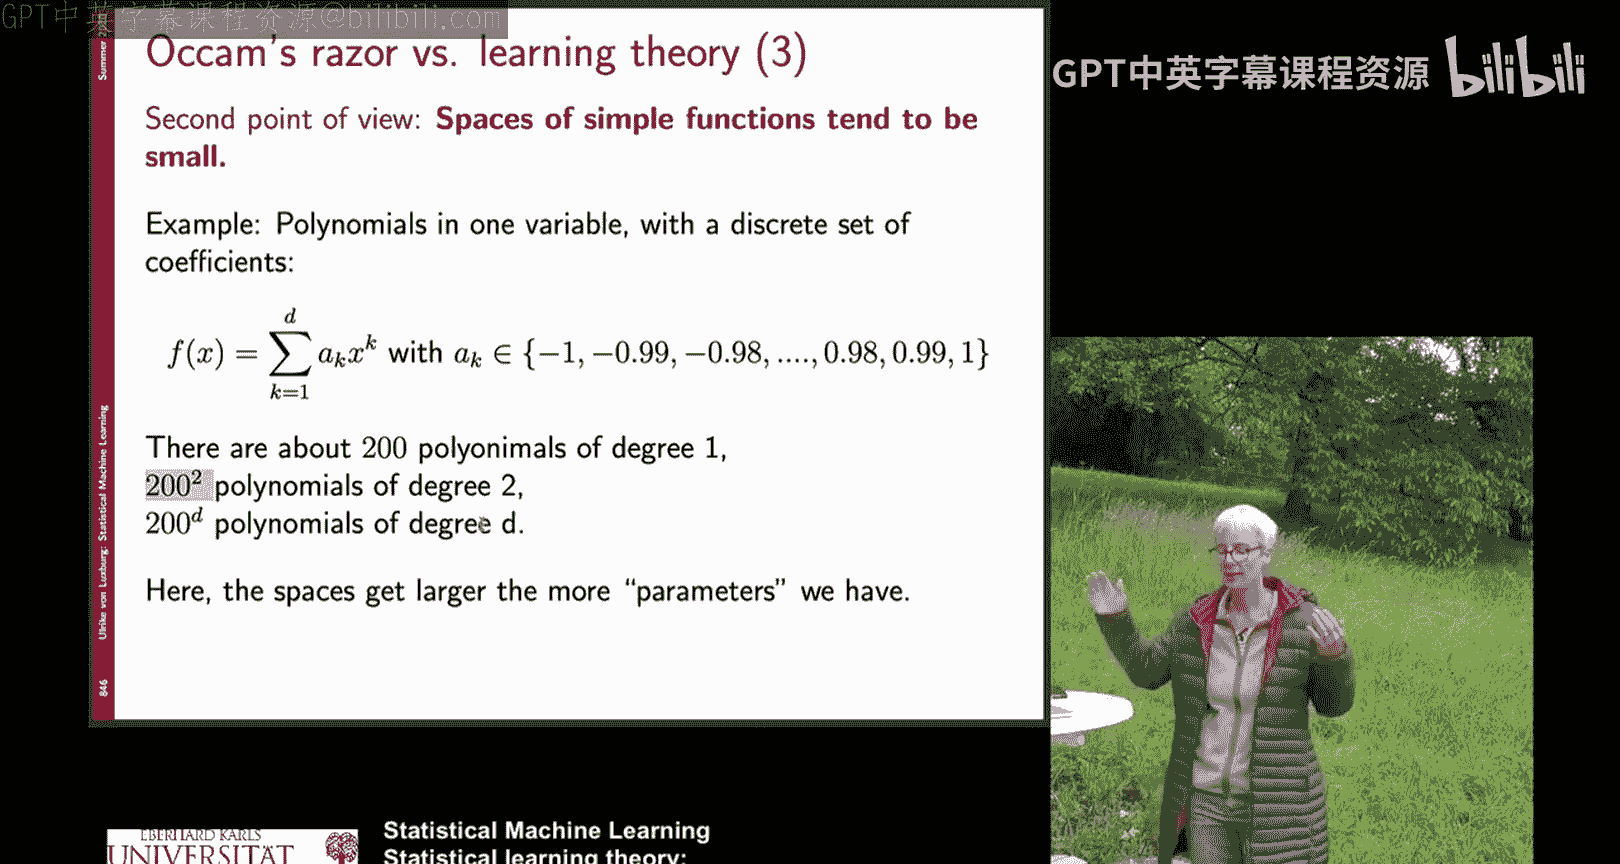 GPT中英字幕课程资源@bilibili.com
Occam's razor vs. learning theory (3)
GPT中英字幕课程资源 bilibili
Second point of view: Spaces of simple functions tend to be
small.
Example: Polynomials in one variable, with a discrete set of
coefficients:
f(x) = \sum_{k=1}^{d} a_k x^k with a_k ∈ {−1, −0.99, −0.98, ...., 0.98, 0.99, 1}
There are about 200 polyonimals of degree 1,
200² polynomials of degree 2,
200^d polynomials of degree d.
Here, the spaces get larger the more “parameters” we have.
Summer
Ulrike von Luxburg: Statistical Machine Learning
846
EBERHARD KARLS
UNIVERSITÄT
Statistical Machine Learning
Statistical learning theory: